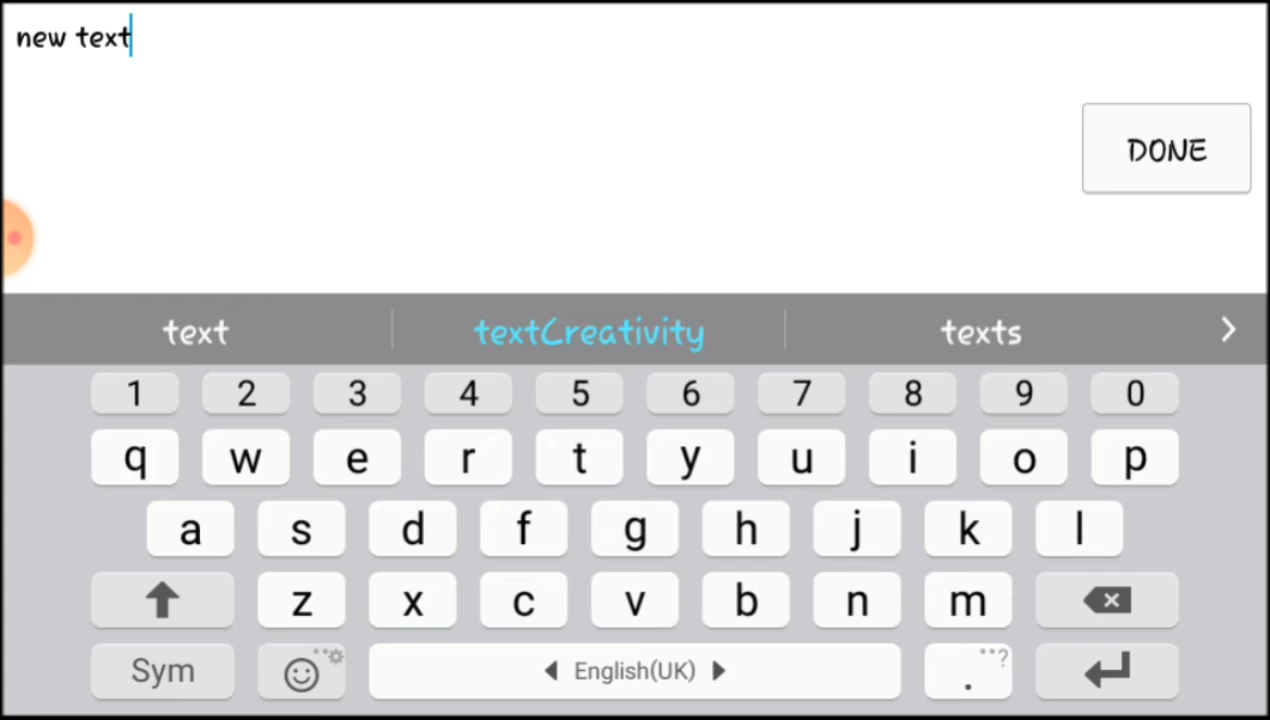 new text
DONE
text textCreativity texts
1 2 3 4 5 6 7 8 9 0
q w e r t y u i o p
a s d f g h j k l
z x c v b n m
Sym English(UK) . ?